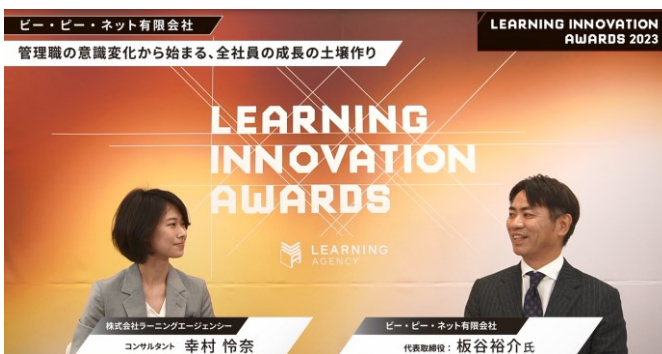 ビー・ピー・ネット有限会社
LEARNING INNOVATION
AWARDS 2023
管理職の意識変化から始まる、全社員の成長の土壌作り
LEARNING
INNOVATION
AWARDS
LEARNING
AGENCY
株式会社ラーニングエージェンシー
コンサルタント 幸村 怜奈
ビー・ピー・ネット有限会社
代表取締役： 板谷裕介氏